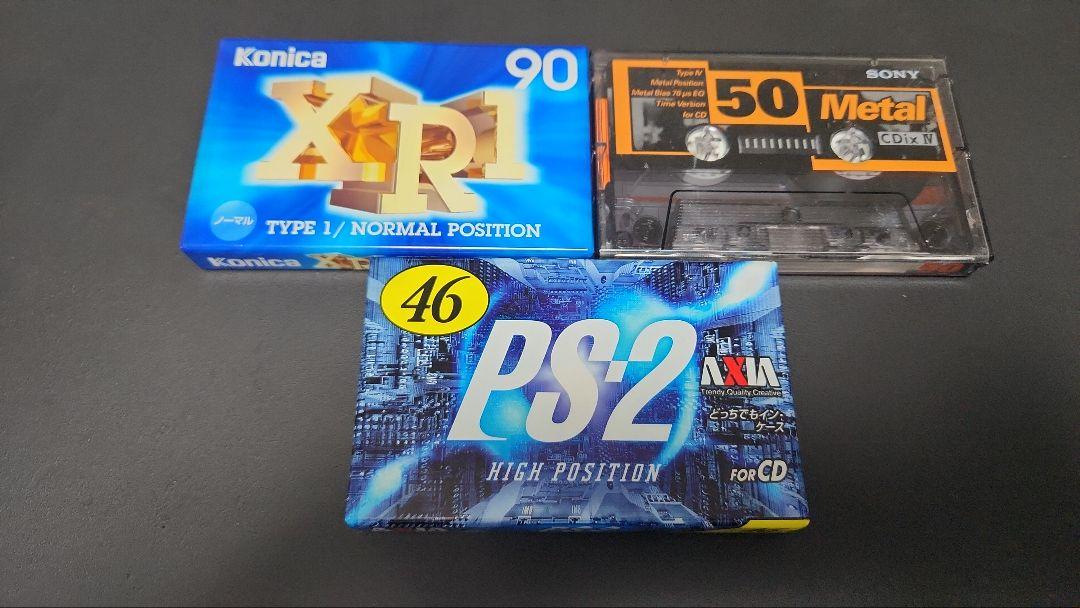 Konica
90
XR1
ノーマル
TYPE 1/ NORMAL POSITION
Konica
Type IV
Metal Position
Metal Bias 70 µs EQ
Time Version
for CD
50
SONY
Metal
CDix IV
50
46
PS-2
AXIA
Trendy, Quality, Creative
どっちでもイン・
ケース
HIGH POSITION
FOR CD